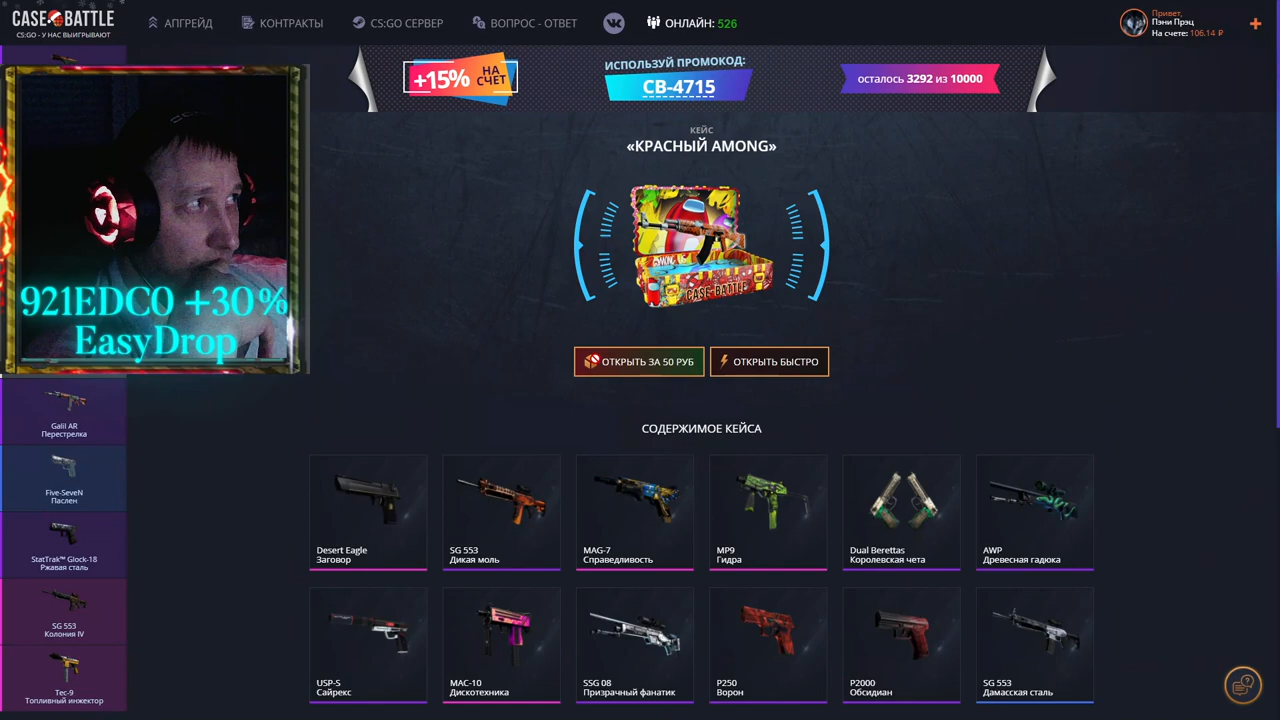 CASE BATTLE
CS:GO - У НАС ВЫИГРЫВАЮТ
АПГРЕЙД
КОНТРАКТЫ
CS:GO СЕРВЕР
ВОПРОС - ОТВЕТ
ОНЛАЙН: 526
Привет,
Пэни Прэц
На счете: 106.14 ₽
+15% НА СЧЕТ
ИСПОЛЬЗУЙ ПРОМОКОД:
CB-4715
осталось 3292 из 10000
КЕЙС
«КРАСНЫЙ AMONG»
CASE-BATTLE
921EDC0 +30%
EasyDrop
ОТКРЫТЬ ЗА 50 РУБ
ОТКРЫТЬ БЫСТРО
СОДЕРЖИМОЕ КЕЙСА
Galil AR
Перестрелка
Five-SeveN
Паслен
StatTrak™ Glock-18
Ржавая сталь
SG 553
Колония IV
Tec-9
Топливный инжектор
Desert Eagle
Заговор
SG 553
Дикая моль
MAG-7
Справедливость
MP9
Гидра
Dual Berettas
Королевская чета
AWP
Древесная гадюка
USP-S
Сайрекс
MAC-10
Дискотехника
SSG 08
Призрачный фанатик
P250
Ворон
P2000
Обсидиан
SG 553
Дамасская сталь